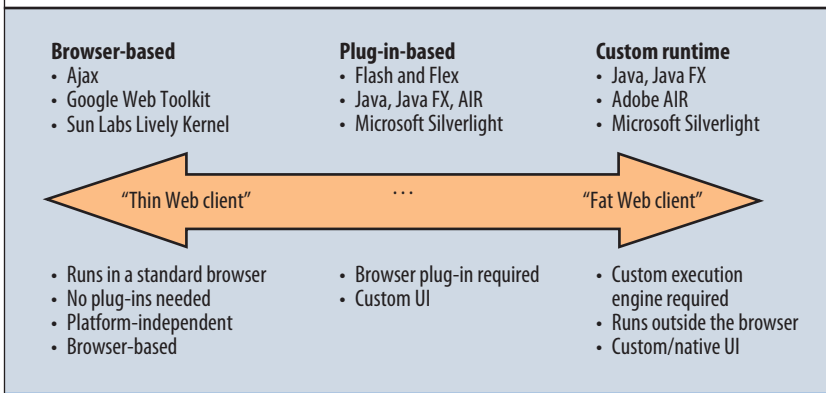 Browser-based
• Ajax
• Google Web Toolkit
• Sun Labs Lively Kernel
Plug-in-based
• Flash and Flex
• Java, Java FX, AIR
• Microsoft Silverlight
Custom runtime
• Java, Java FX
• Adobe AIR
• Microsoft Silverlight
“Thin Web client”
…
“Fat Web client”
• Runs in a standard browser
• No plug-ins needed
• Platform-independent
• Browser-based
• Browser plug-in required
• Custom UI
• Custom execution
engine required
• Runs outside the browser
• Custom/native UI